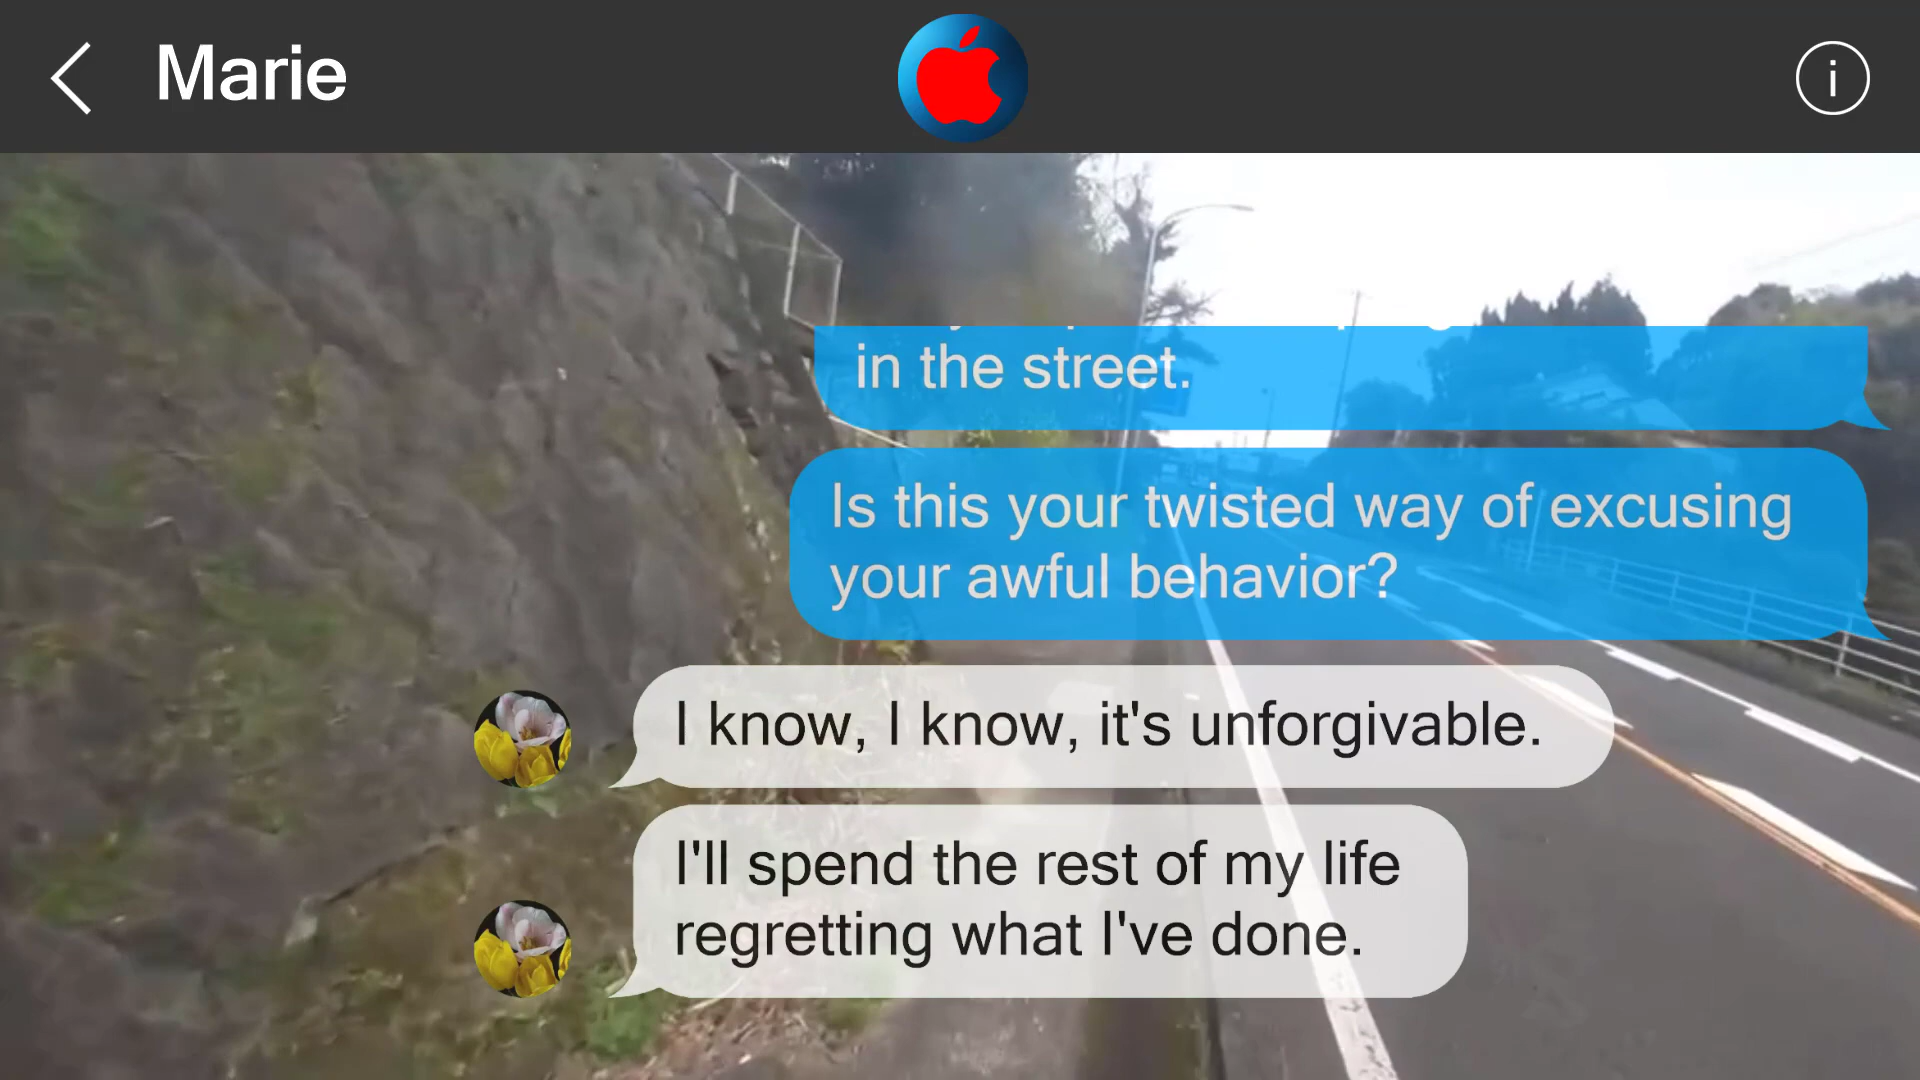 Marie
in the street.
Is this your twisted way of excusing
your awful behavior?
I know, I know, it's unforgivable.
I'll spend the rest of my life
regretting what I've done.